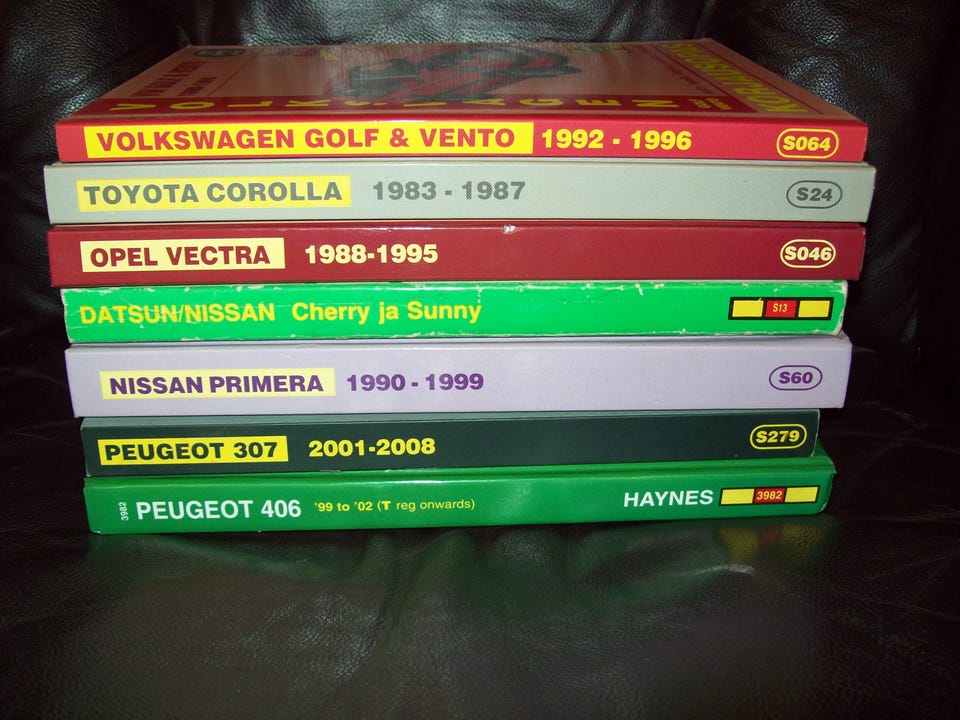 VOLKSWAGEN
VOLKSWAGEN GOLF & VENTO 1992 - 1996 S064
TOYOTA COROLLA 1983 - 1987 S24
OPEL VECTRA 1988-1995 S046
DATSUN/NISSAN Cherry ja Sunny S13
NISSAN PRIMERA 1990 - 1999 S60
PEUGEOT 307 2001-2008 S279
3982 PEUGEOT 406 '99 to '02 (T reg onwards) HAYNES 3982